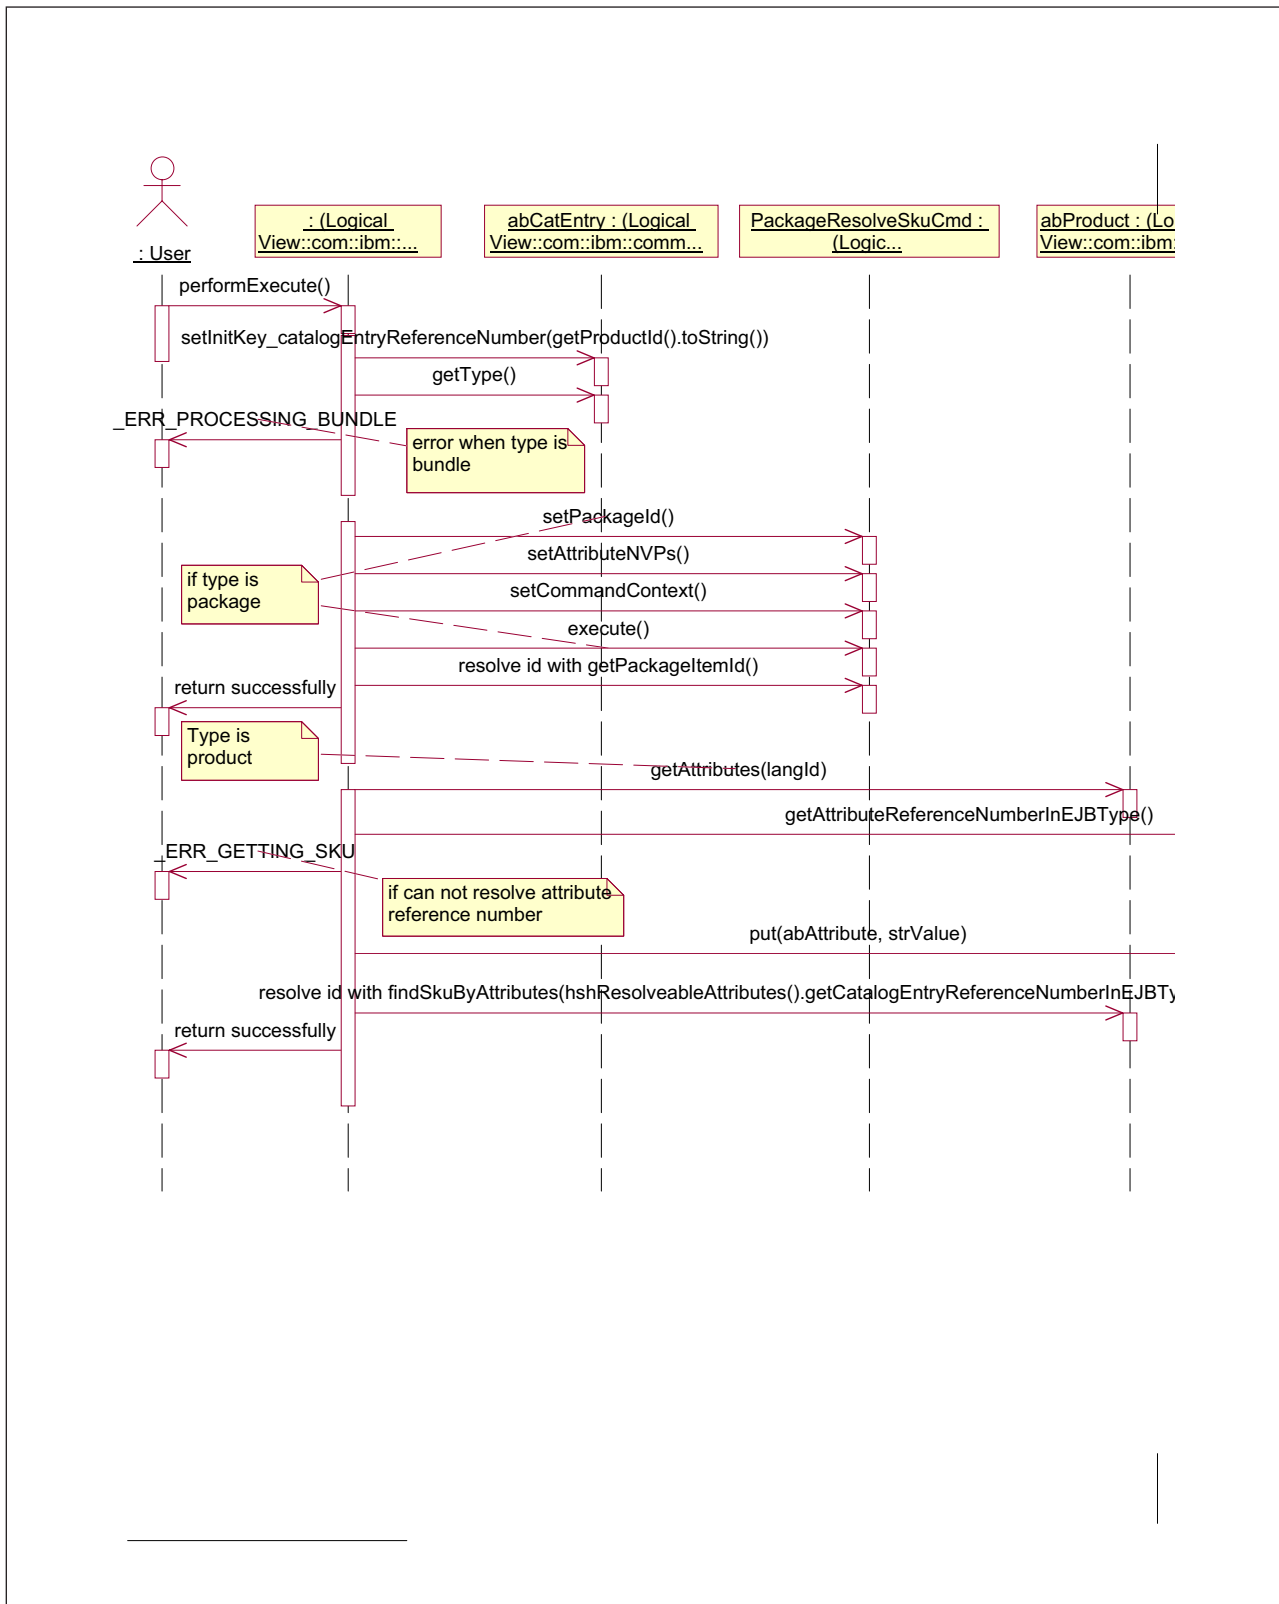 : User
: (Logical
View::com::ibm::...
abCatEntry : (Logical
View::com::ibm::comm...
PackageResolveSkuCmd :
(Logic...
abProduct : (Lo
View::com::ibm:
performExecute()
setInitKey_catalogEntryReferenceNumber(getProductId().toString())
getType()
_ERR_PROCESSING_BUNDLE
error when type is
bundle
setPackageId()
setAttributeNVPs()
if type is
package
setCommandContext()
execute()
resolve id with getPackageItemId()
return successfully
Type is
product
getAttributes(langId)
getAttributeReferenceNumberInEJBType()
_ERR_GETTING_SKU
if can not resolve attribute
reference number
put(abAttribute, strValue)
resolve id with findSkuByAttributes(hshResolveableAttributes().getCatalogEntryReferenceNumberInEJBTy
return successfully